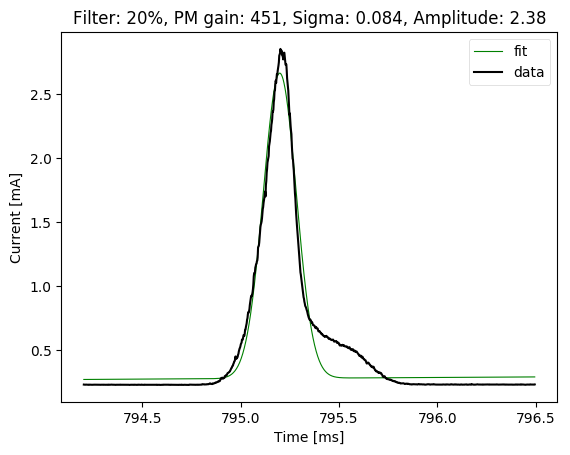 Filter: 20%, PM gain: 451, Sigma: 0.084, Amplitude: 2.38
fit
data
Current [mA]
2.5
2.0
1.5
1.0
0.5
794.5 795.0 795.5 796.0 796.5
Time [ms]